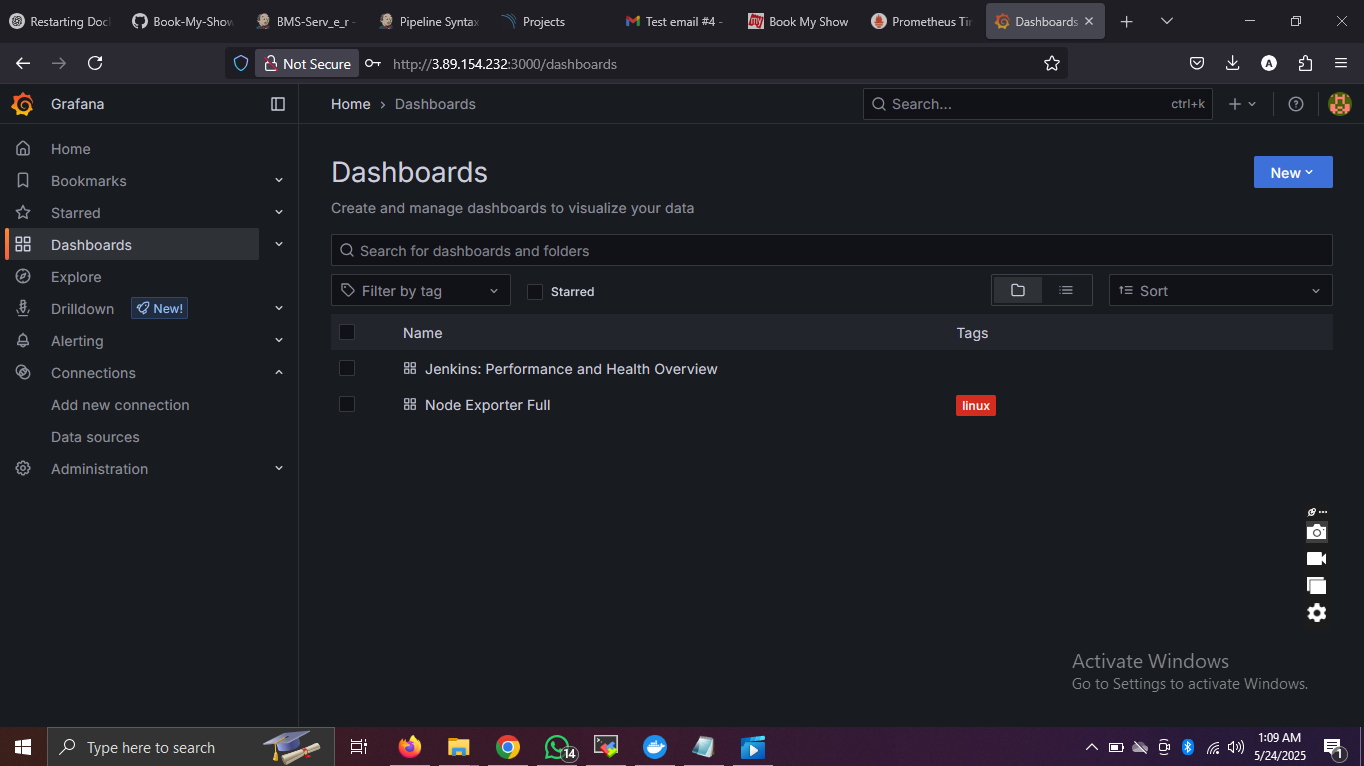 Restarting Doc
Book-My-Show
BMS-Serv_e_r -
Pipeline Syntax
Projects
Test email #4 -
Book My Show
Prometheus Tim
Dashboards
Not Secure
http://3.89.154.232:3000/dashboards
Grafana
Home › Dashboards
Search...
ctrl+k
Home
Bookmarks
Starred
Dashboards
Explore
Drilldown
New!
Alerting
Connections
Add new connection
Data sources
Administration
Dashboards
New
Create and manage dashboards to visualize your data
Search for dashboards and folders
Filter by tag
Starred
Sort
Name
Tags
Jenkins: Performance and Health Overview
Node Exporter Full
linux
Activate Windows
Go to Settings to activate Windows.
Type here to search
14
1:09 AM
5/24/2025
1